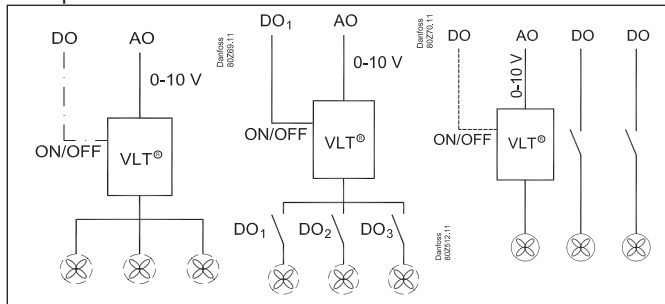 DO AO
0-10 V
ON/OFF
VLT®
Danfoss
80Z69.11
DO₁ AO
0-10 V
ON/OFF
VLT®
DO₁ DO₂ DO₃
Danfoss
80Z512.11
Danfoss
80Z70.11
DO AO DO DO
0-10 V
ON/OFF
VLT®